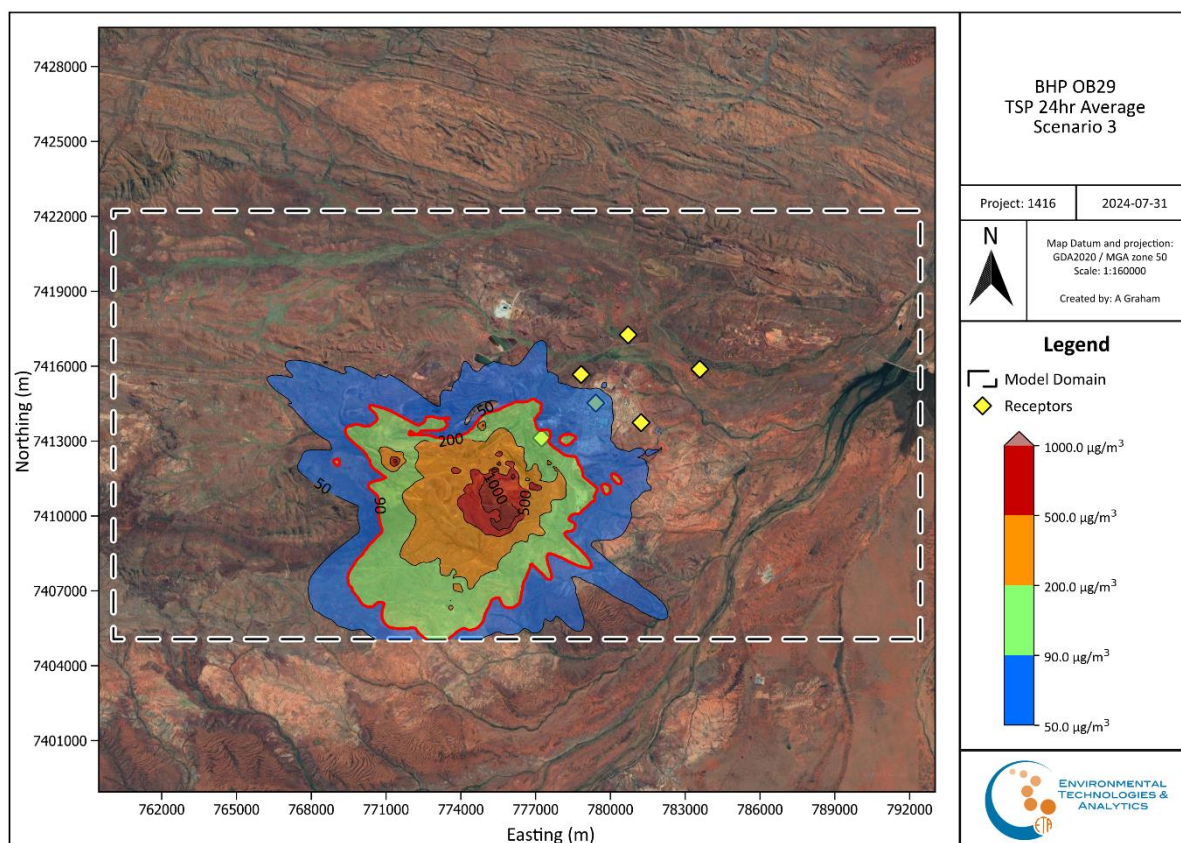 BHP OB29
TSP 24hr Average
Scenario 3
Project: 1416
2024-07-31
N
Map Datum and projection:
GDA2020 / MGA zone 50
Scale: 1:160000
Created by: A Graham
Legend
Model Domain
Receptors
1000.0 µg/m³
500.0 µg/m³
200.0 µg/m³
90.0 µg/m³
50.0 µg/m³
ENVIRONMENTAL
TECHNOLOGIES &
ANALYTICS
ETA
Northing (m)
7428000
7425000
7422000
7419000
7416000
7413000
7410000
7407000
7404000
7401000
50
200
50
90
1000
500
762000
765000
768000
771000
774000
777000
780000
783000
786000
789000
792000
Easting (m)